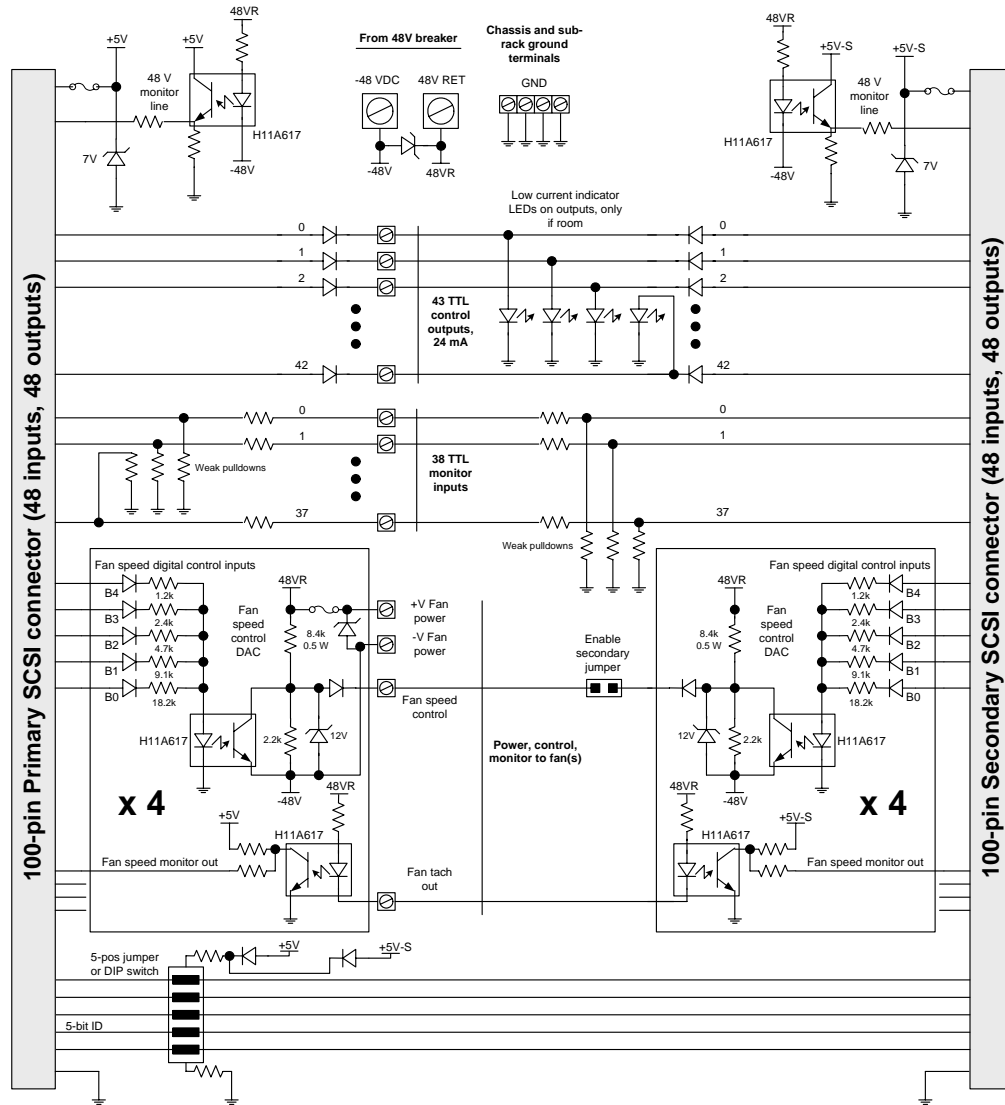 48VR
+5V
+5V
48 V
monitor
line
H11A617
7V
-48V
From 48V breaker
-48 VDC
48V RET
-48V
48VR
Chassis and sub-
rack ground
terminals
GND
48VR
+5V-S
+5V-S
48 V
monitor
line
H11A617
7V
-48V
Low current indicator
LEDs on outputs, only
if room
0
1
2
42
43 TTL
control
outputs,
24 mA
0
1
2
42
0
1
37
Weak pulldowns
38 TTL
monitor
inputs
0
1
37
Weak pulldowns
100-pin Primary SCSI connector (48 inputs, 48 outputs)
100-pin Secondary SCSI connector (48 inputs, 48 outputs)
Fan speed digital control inputs
B4
1.2k
B3
2.4k
B2
4.7k
B1
9.1k
B0
18.2k
Fan
speed
control
DAC
48VR
8.4k
0.5 W
+V Fan
power
-V Fan
power
Fan speed
control
H11A617
2.2k
12V
-48V
x 4
48VR
+5V
H11A617
Fan speed monitor out
Fan tach
out
Enable
secondary
jumper
Power, control,
monitor to fan(s)
Fan speed digital control inputs
48VR
8.4k
0.5 W
Fan
speed
control
DAC
1.2k
B4
2.4k
B3
4.7k
B2
9.1k
B1
18.2k
B0
12V
2.2k
H11A617
-48V
x 4
48VR
+5V-S
H11A617
Fan speed monitor out
5-pos jumper
or DIP switch
+5V
+5V-S
5-bit ID